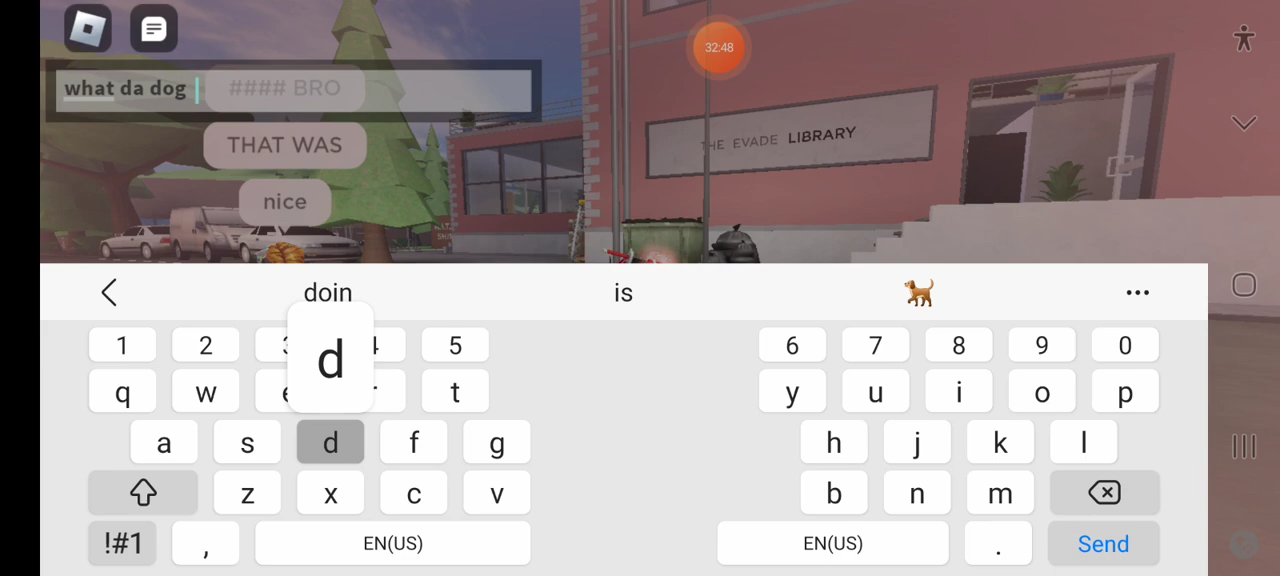 32:48
what da dog
#### BRO
THAT WAS
THE EVADE LIBRARY
nice
doin is 🐕 ...
1 2 3 4 5 6 7 8 9 0
d
q w e r t y u i o p
a s d f g h j k l
z x c v b n m
!#1 , EN(US) EN(US) . Send